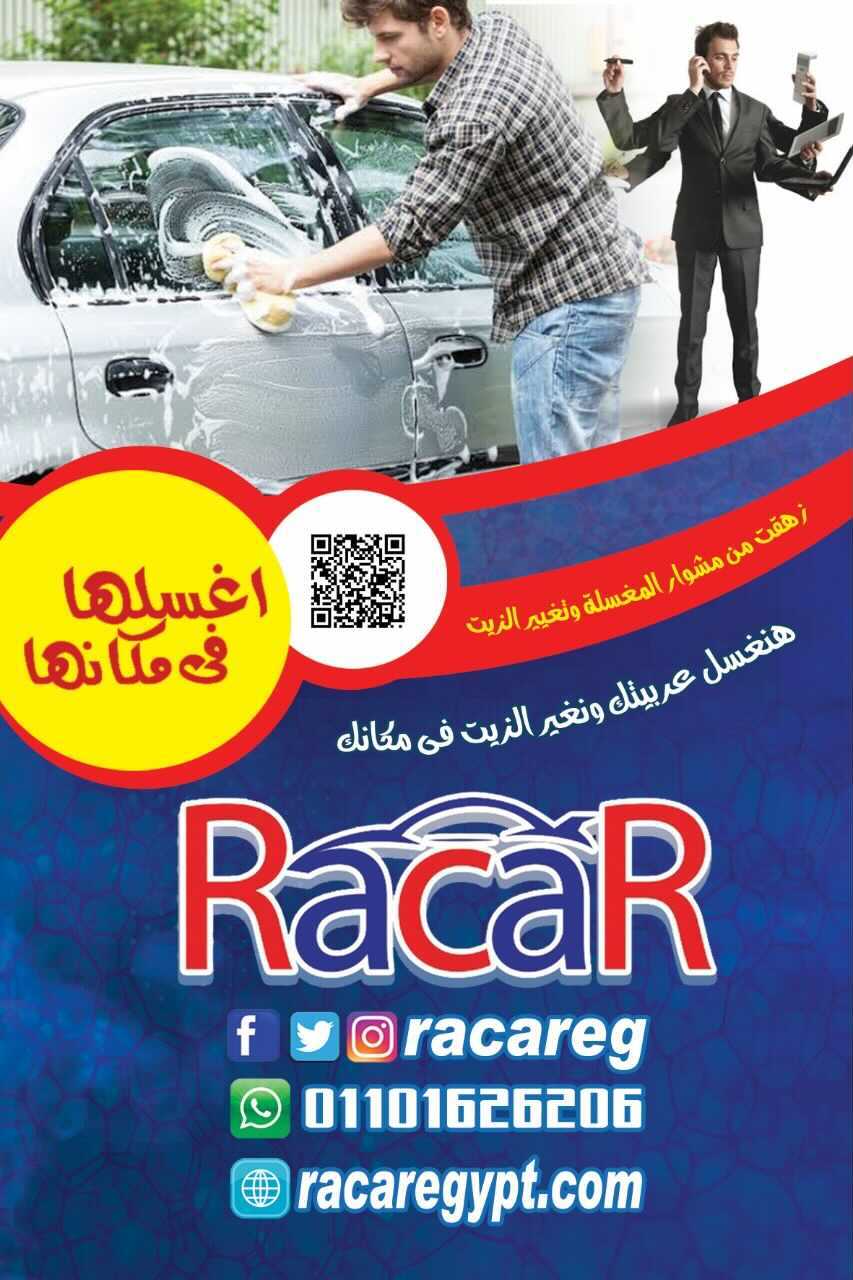 زهقت من مشوار المغسلة وتغيير الزيت
هنغسل عربيتك ونغير الزيت فى مكانك
اغسلها
فى مكانها
RacaR
racareg
01101626206
racaregypt.com